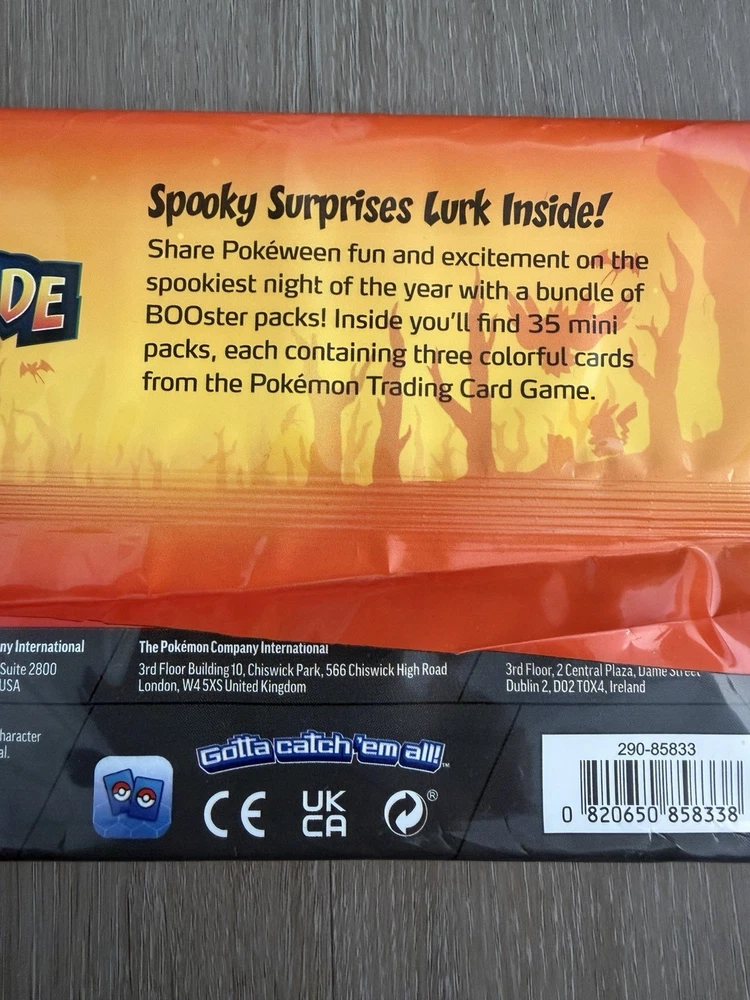 Spooky Surprises Lurk Inside!
Share Pokéween fun and excitement on the
spookiest night of the year with a bundle of
BOOster packs! Inside you'll find 35 mini
packs, each containing three colorful cards
from the Pokémon Trading Card Game.
DE
ny International
Suite 2800
USA
The Pokémon Company International
3rd Floor Building 10, Chiswick Park, 566 Chiswick High Road
London, W4 5XS United Kingdom
3rd Floor, 2 Central Plaza, Dame Street
Dublin 2, D02 T0X4, Ireland
haracter
al.
Gotta catch 'em all!™
CE
UK
CA
®
290-85833
0 820650 858338